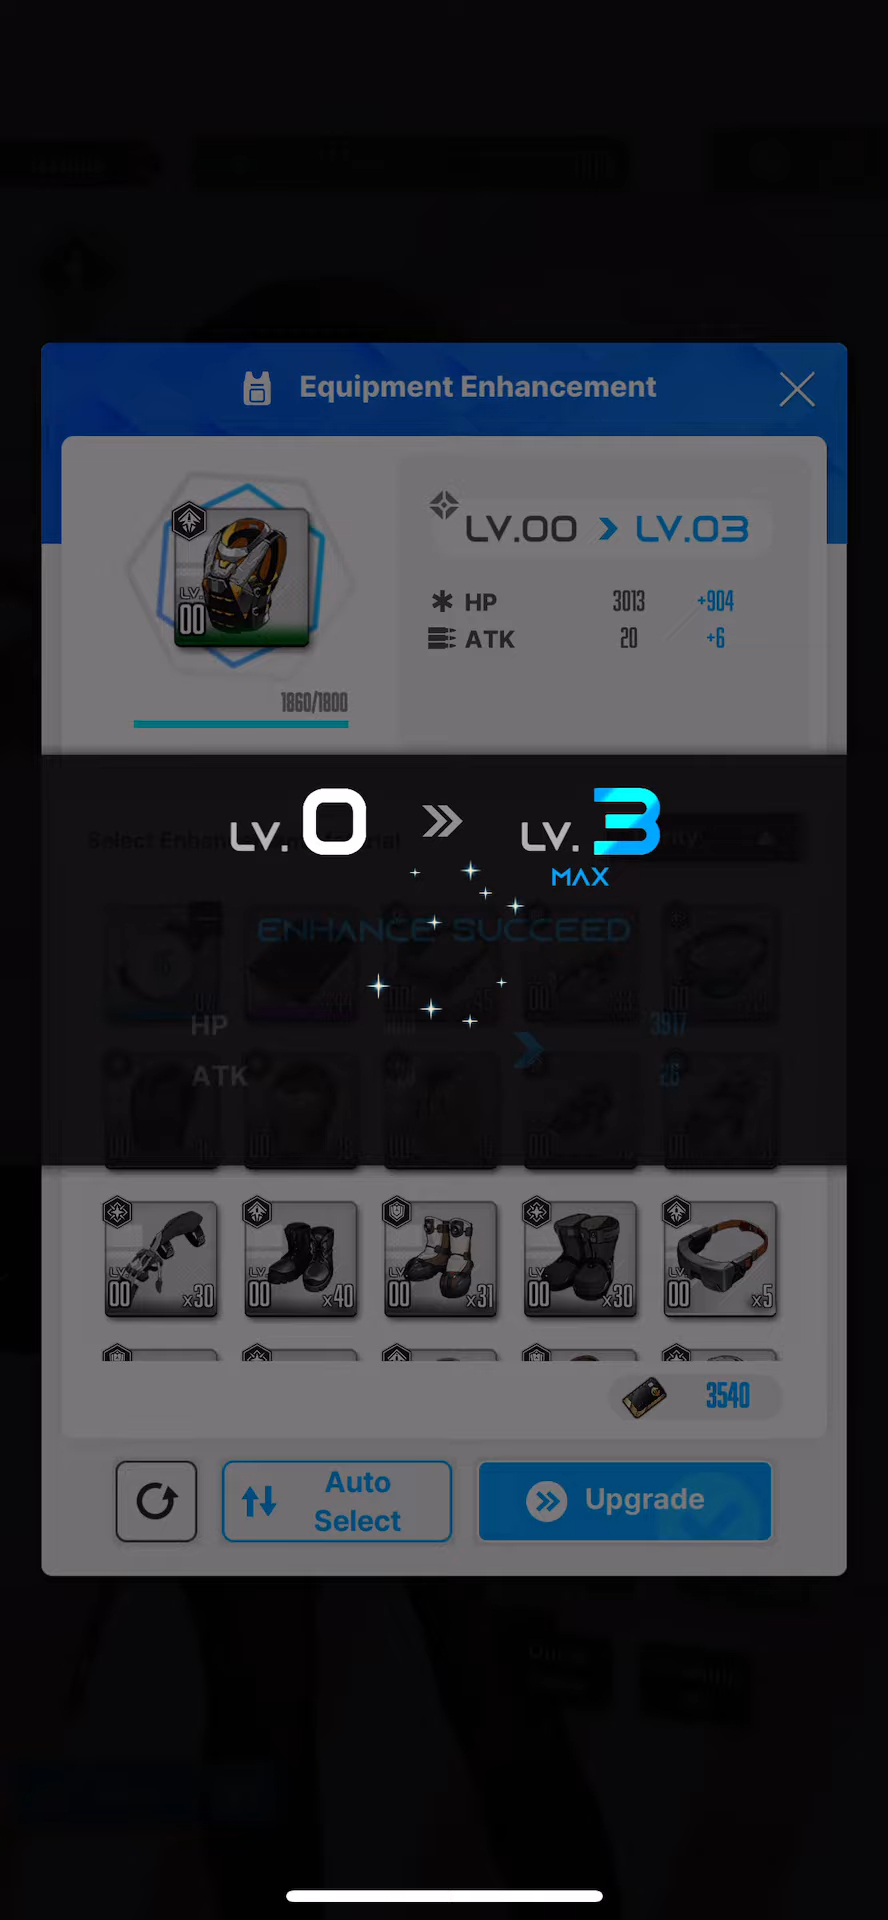 Equipment Enhancement
LV.00 LV.03
LV.
00
HP 3013 +904
ATK 20 +6
1860/1800
LV. 0 LV. 3
MAX
ENHANCE SUCCEED
HP 3917
ATK 26
LV.
00 x30
LV.
00 x40
LV.
00 x31
LV.
00 x30
LV.
00 x5
3540
Auto
Select
Upgrade